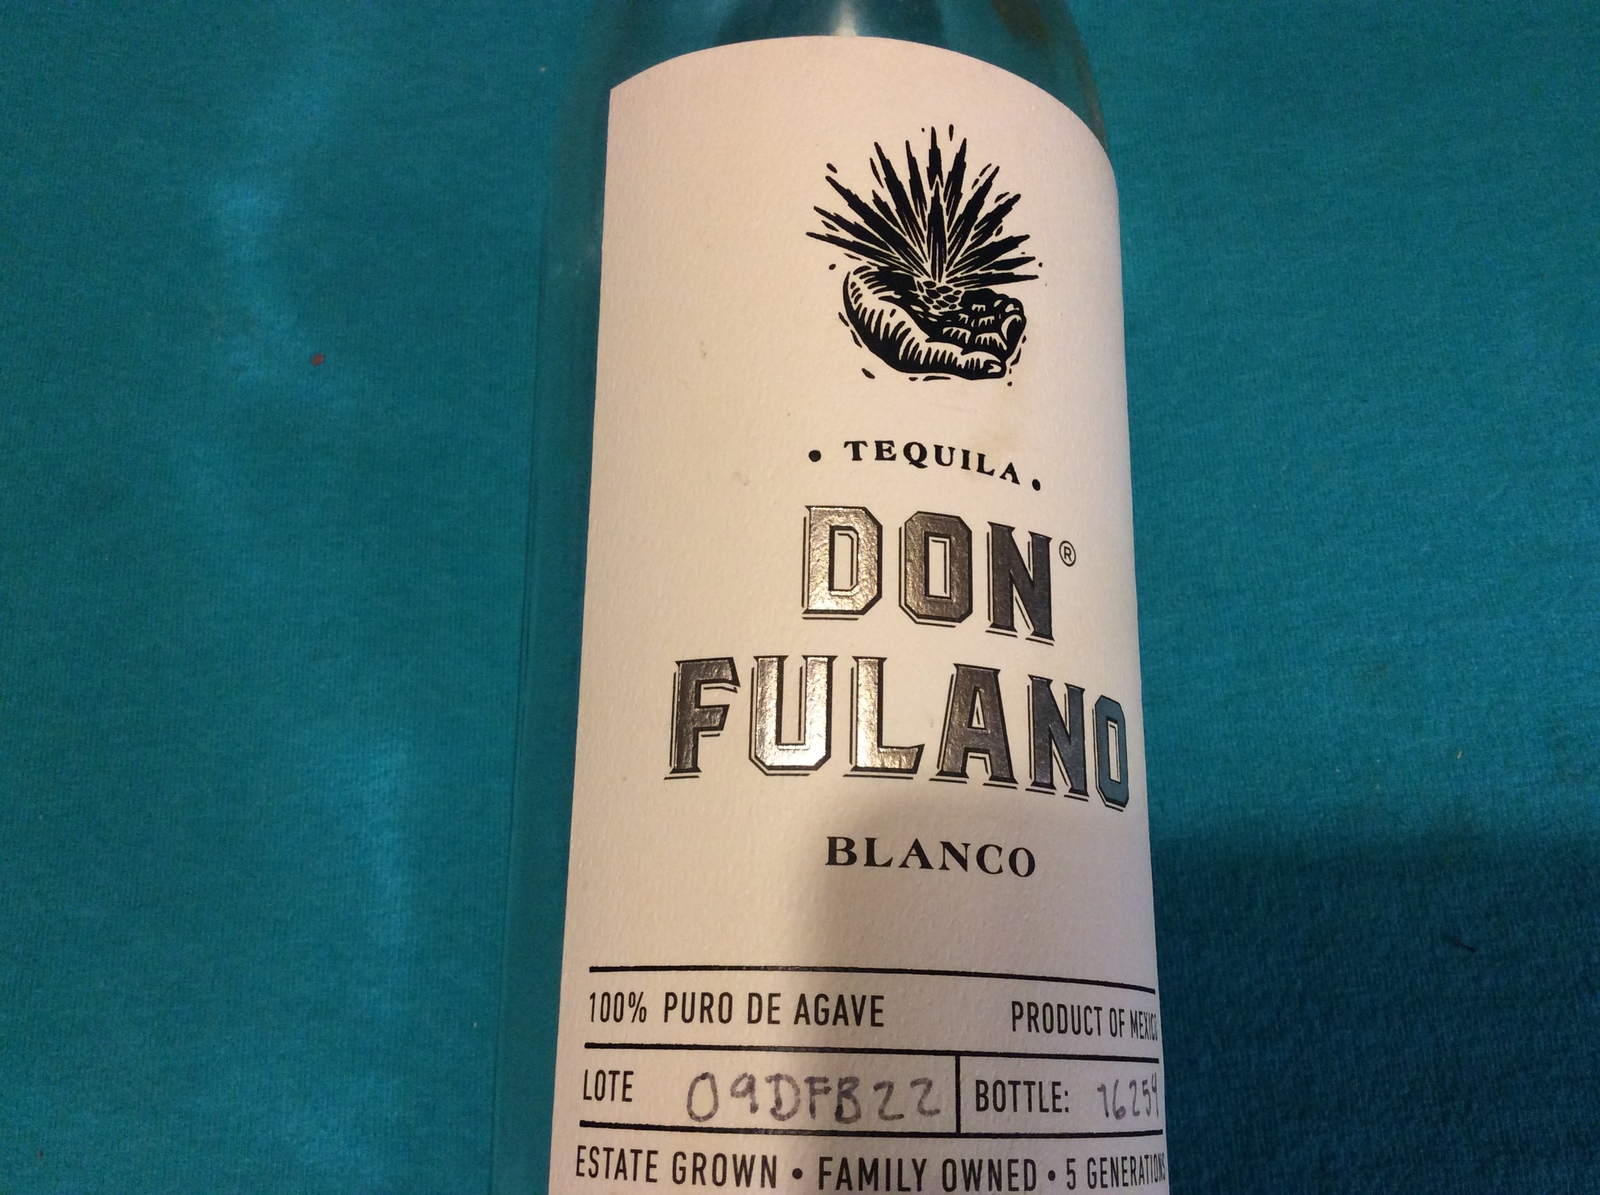 • TEQUILA •
DON®
FULANO
BLANCO
100% PURO DE AGAVE PRODUCT OF MEXICO
LOTE 09DFB22 BOTTLE: 16254
ESTATE GROWN • FAMILY OWNED • 5 GENERATIONS